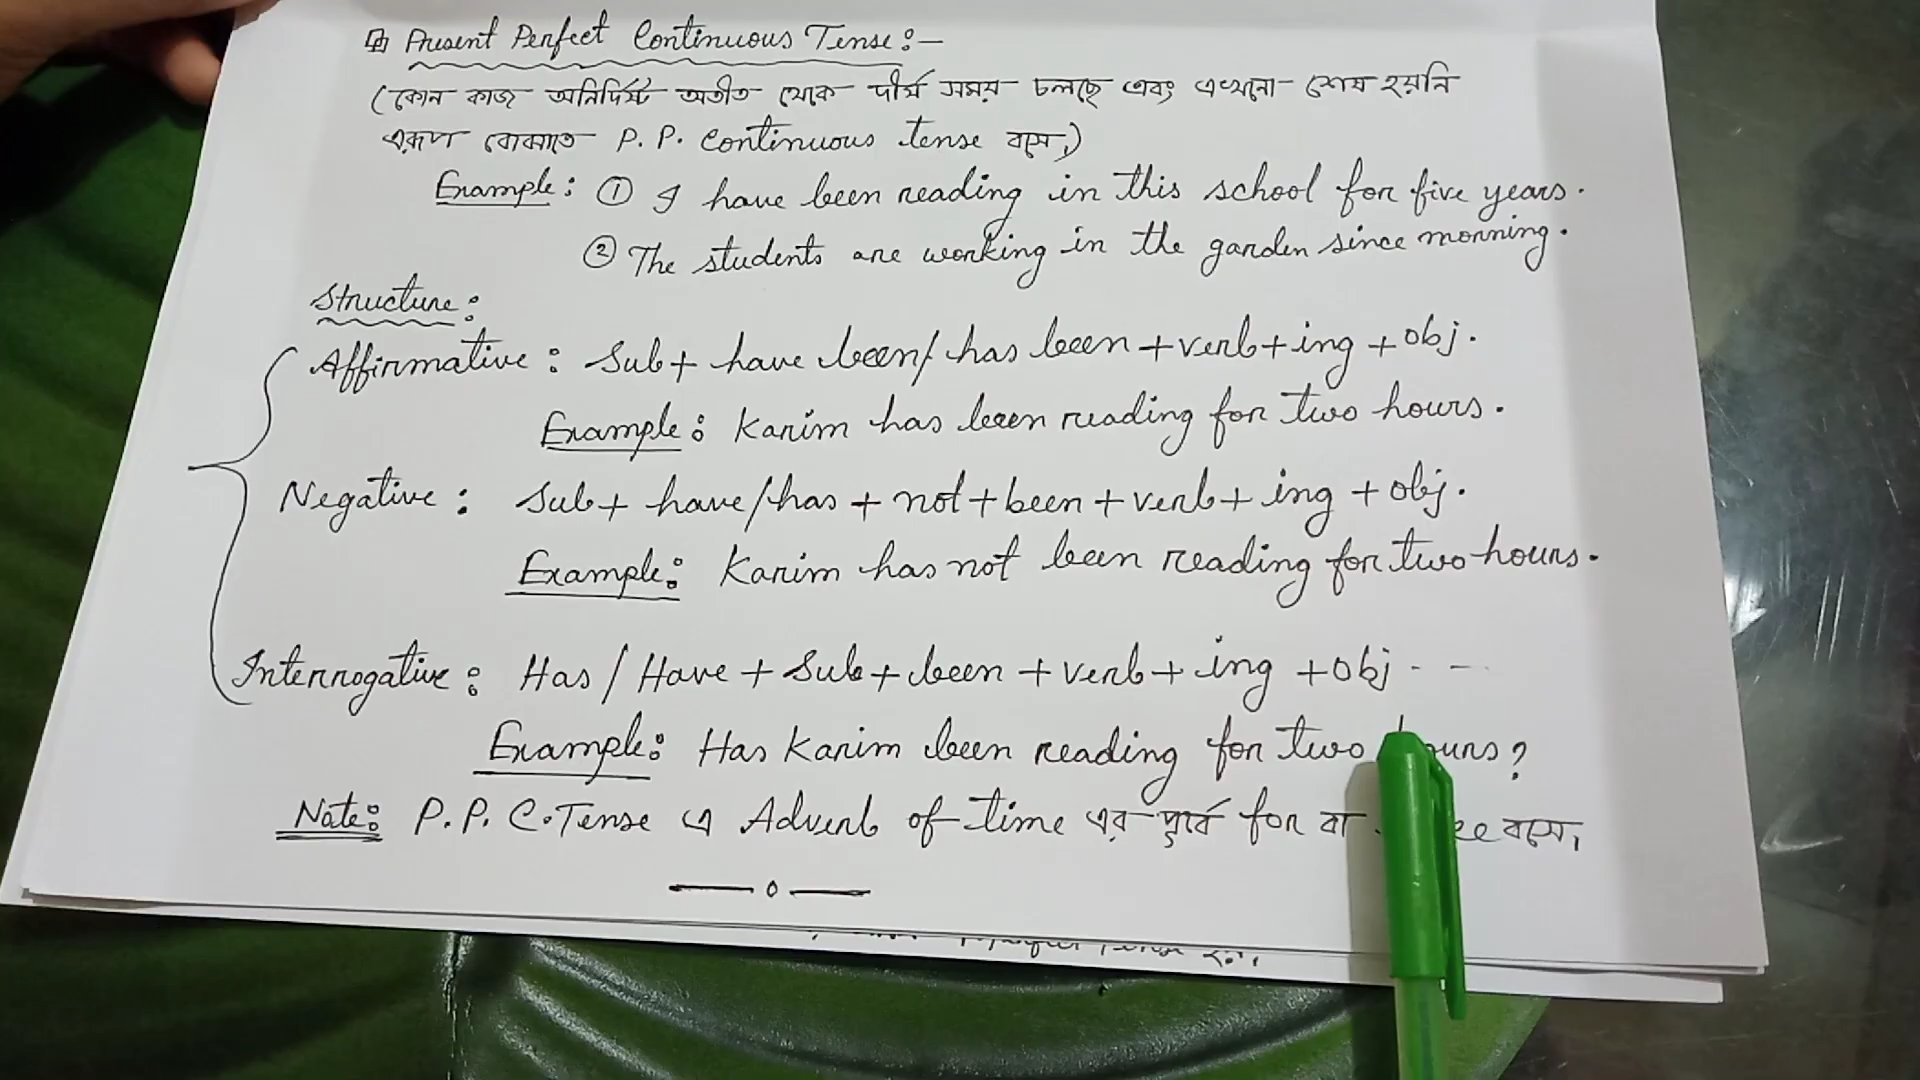 Present Perfect Continuous Tense:-
(কোন কাজ অনির্দিষ্ট অতীত থেকে দীর্ঘ সময় চলছে এবং এখনো শেষ হয়নি
এরূপ বোঝাতে P. P. Continuous tense বসে।)
Example: ① I have been reading in this school for five years.
② The students are working in the garden since morning.
Structure:
Affirmative: Sub + have been/has been + verb + ing + obj.
Example: Karim has been reading for two hours.
Negative: Sub + have/has + not + been + verb + ing + obj.
Example: Karim has not been reading for two hours.
Interrogative: Has / Have + Sub + been + verb + ing + obj - -
Example: Has Karim been reading for two hours?
Note: P. P. C. Tense এ Adverb of time এর পূর্বে for বা বসে।